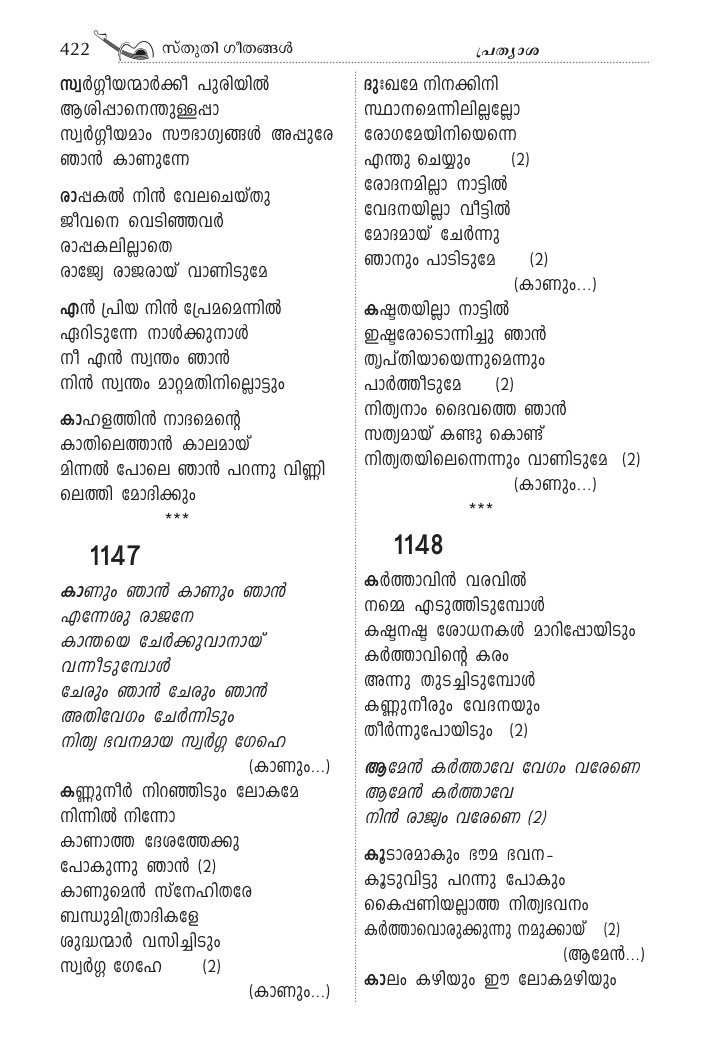 422 സ്തുതി ഗീതങ്ങൾ പ്രത്യാശ
സ്വർഗ്ഗീയന്മാർക്കീ പുരിയിൽ
ആശിപ്പാനെന്തുള്ളപ്പാ
സ്വർഗ്ഗീയമാം സൗഭാഗ്യങ്ങൾ അപ്പുരേ
ഞാൻ കാണുന്നേ
രാപ്പകൽ നിൻ വേലചെയ്തു
ജീവനെ വെടിഞ്ഞവർ
രാപ്പകലില്ലാതെ
രാജ്യേ രാജരായ് വാണിടുമേ
എൻ പ്രിയ നിൻ പ്രേമമെന്നിൽ
ഏറിടുന്നേ നാൾക്കുനാൾ
നീ എൻ സ്വന്തം ഞാൻ
നിൻ സ്വന്തം മാറ്റമതിനില്ലൊട്ടും
കാഹളത്തിൻ നാദമെന്റെ
കാതിലെത്താൻ കാലമായ്
മിന്നൽ പോലെ ഞാൻ പറന്നു വിണ്ണി
ലെത്തി മോദിക്കും
***
1147
കാണും ഞാൻ കാണും ഞാൻ
എന്നേശു രാജനേ
കാന്തയെ ചേർക്കുവാനായ്
വന്നീടുമ്പോൾ
ചേരും ഞാൻ ചേരും ഞാൻ
അതിവേഗം ചേർന്നിടും
നിത്യ ഭവനമായ സ്വർഗ്ഗ ഗേഹെ
(കാണും...)
കണ്ണുനീർ നിറഞ്ഞിടും ലോകമേ
നിന്നിൽ നിന്നോ
കാണാത്ത ദേശത്തേക്കു
പോകുന്നു ഞാൻ (2)
കാണുമെൻ സ്നേഹിതരേ
ബന്ധുമിത്രാദികളേ
ശുദ്ധന്മാർ വസിച്ചിടും
സ്വർഗ്ഗ ഗേഹേ (2)
(കാണും...)
ദുഃഖമേ നിനക്കിനി
സ്ഥാനമെന്നിലില്ലല്ലോ
രോഗമേയിനിയെന്നെ
എന്തു ചെയ്യും (2)
രോദനമില്ലാ നാട്ടിൽ
വേദനയില്ലാ വീട്ടിൽ
മോദമായ് ചേർന്നു
ഞാനും പാടിടുമേ (2)
(കാണും...)
കഷ്ടതയില്ലാ നാട്ടിൽ
ഇഷ്ടരോടൊന്നിച്ചു ഞാൻ
തൃപ്തിയായെന്നുമെന്നും
പാർത്തീടുമേ (2)
നിത്യനാം ദൈവത്തെ ഞാൻ
സത്യമായ് കണ്ടു കൊണ്ട്
നിത്യതയിലെന്നെന്നും വാണിടുമേ (2)
(കാണും...)
***
1148
കർത്താവിൻ വരവിൽ
നമ്മെ എടുത്തിടുമ്പോൾ
കഷ്ടനഷ്ട ശോധനകൾ മാറിപ്പോയിടും
കർത്താവിന്റെ കരം
അന്നു തുടച്ചിടുമ്പോൾ
കണ്ണുനീരും വേദനയും
തീർന്നുപോയിടും (2)
ആമേൻ കർത്താവേ വേഗം വരേണെ
ആമേൻ കർത്താവേ
നിൻ രാജ്യം വരേണെ (2)
കൂടാരമാകും ഭൗമ ഭവന-
കൂടുവിട്ടു പറന്നു പോകും
കൈപ്പണിയല്ലാത്ത നിത്യഭവനം
കർത്താവൊരുക്കുന്നു നമുക്കായ് (2)
(ആമേൻ...)
കാലം കഴിയും ഈ ലോകമഴിയും